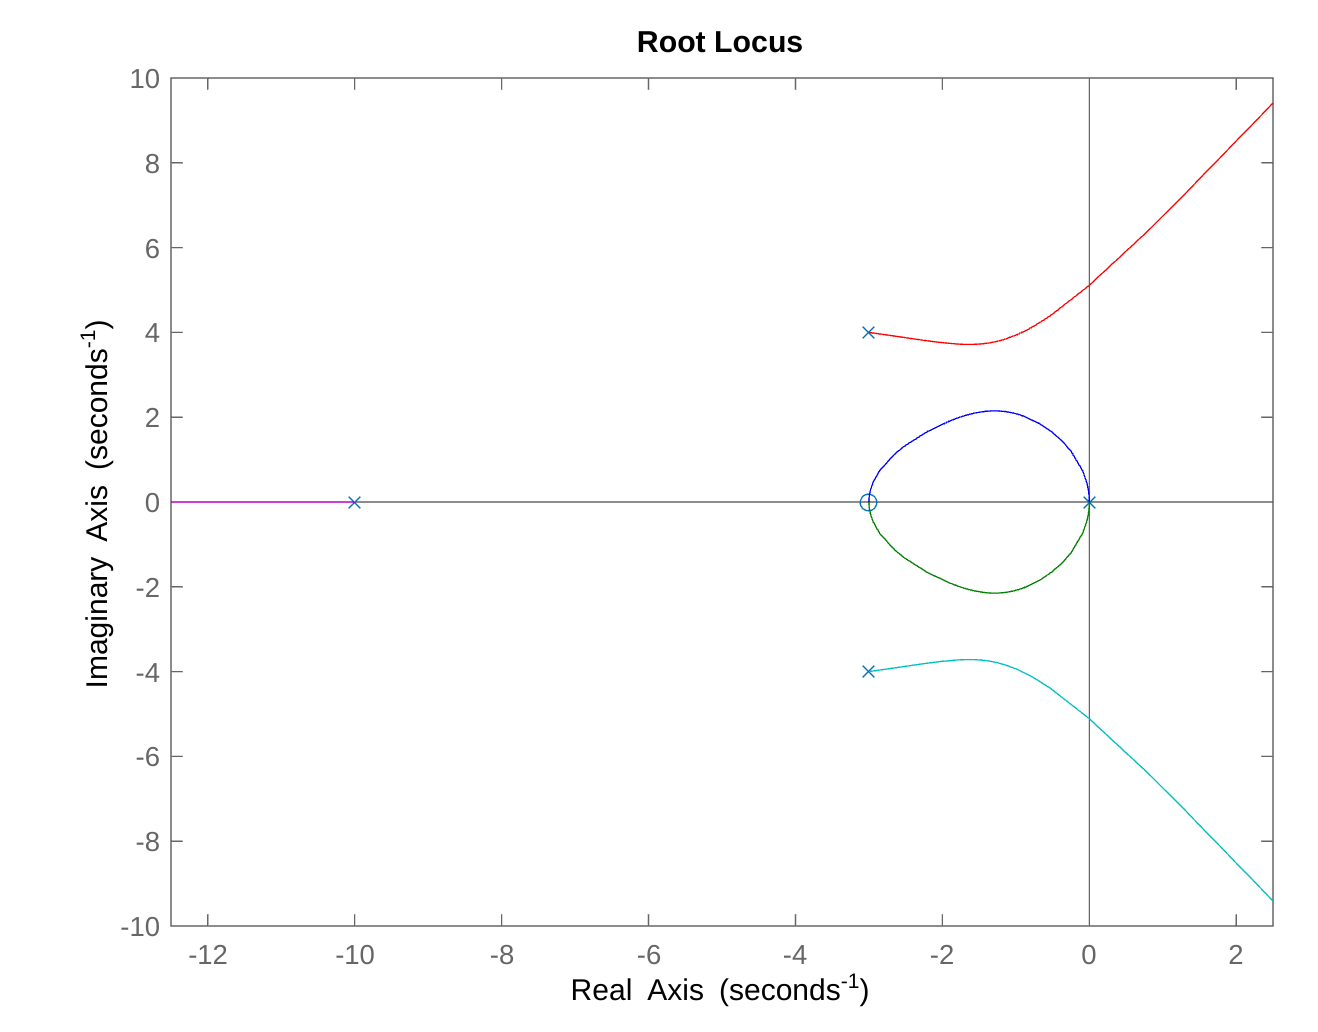 Root Locus
10
8
6
4
2
0
-2
-4
-6
-8
-10
Imaginary Axis (seconds⁻¹)
-12 -10 -8 -6 -4 -2 0 2
Real Axis (seconds⁻¹)